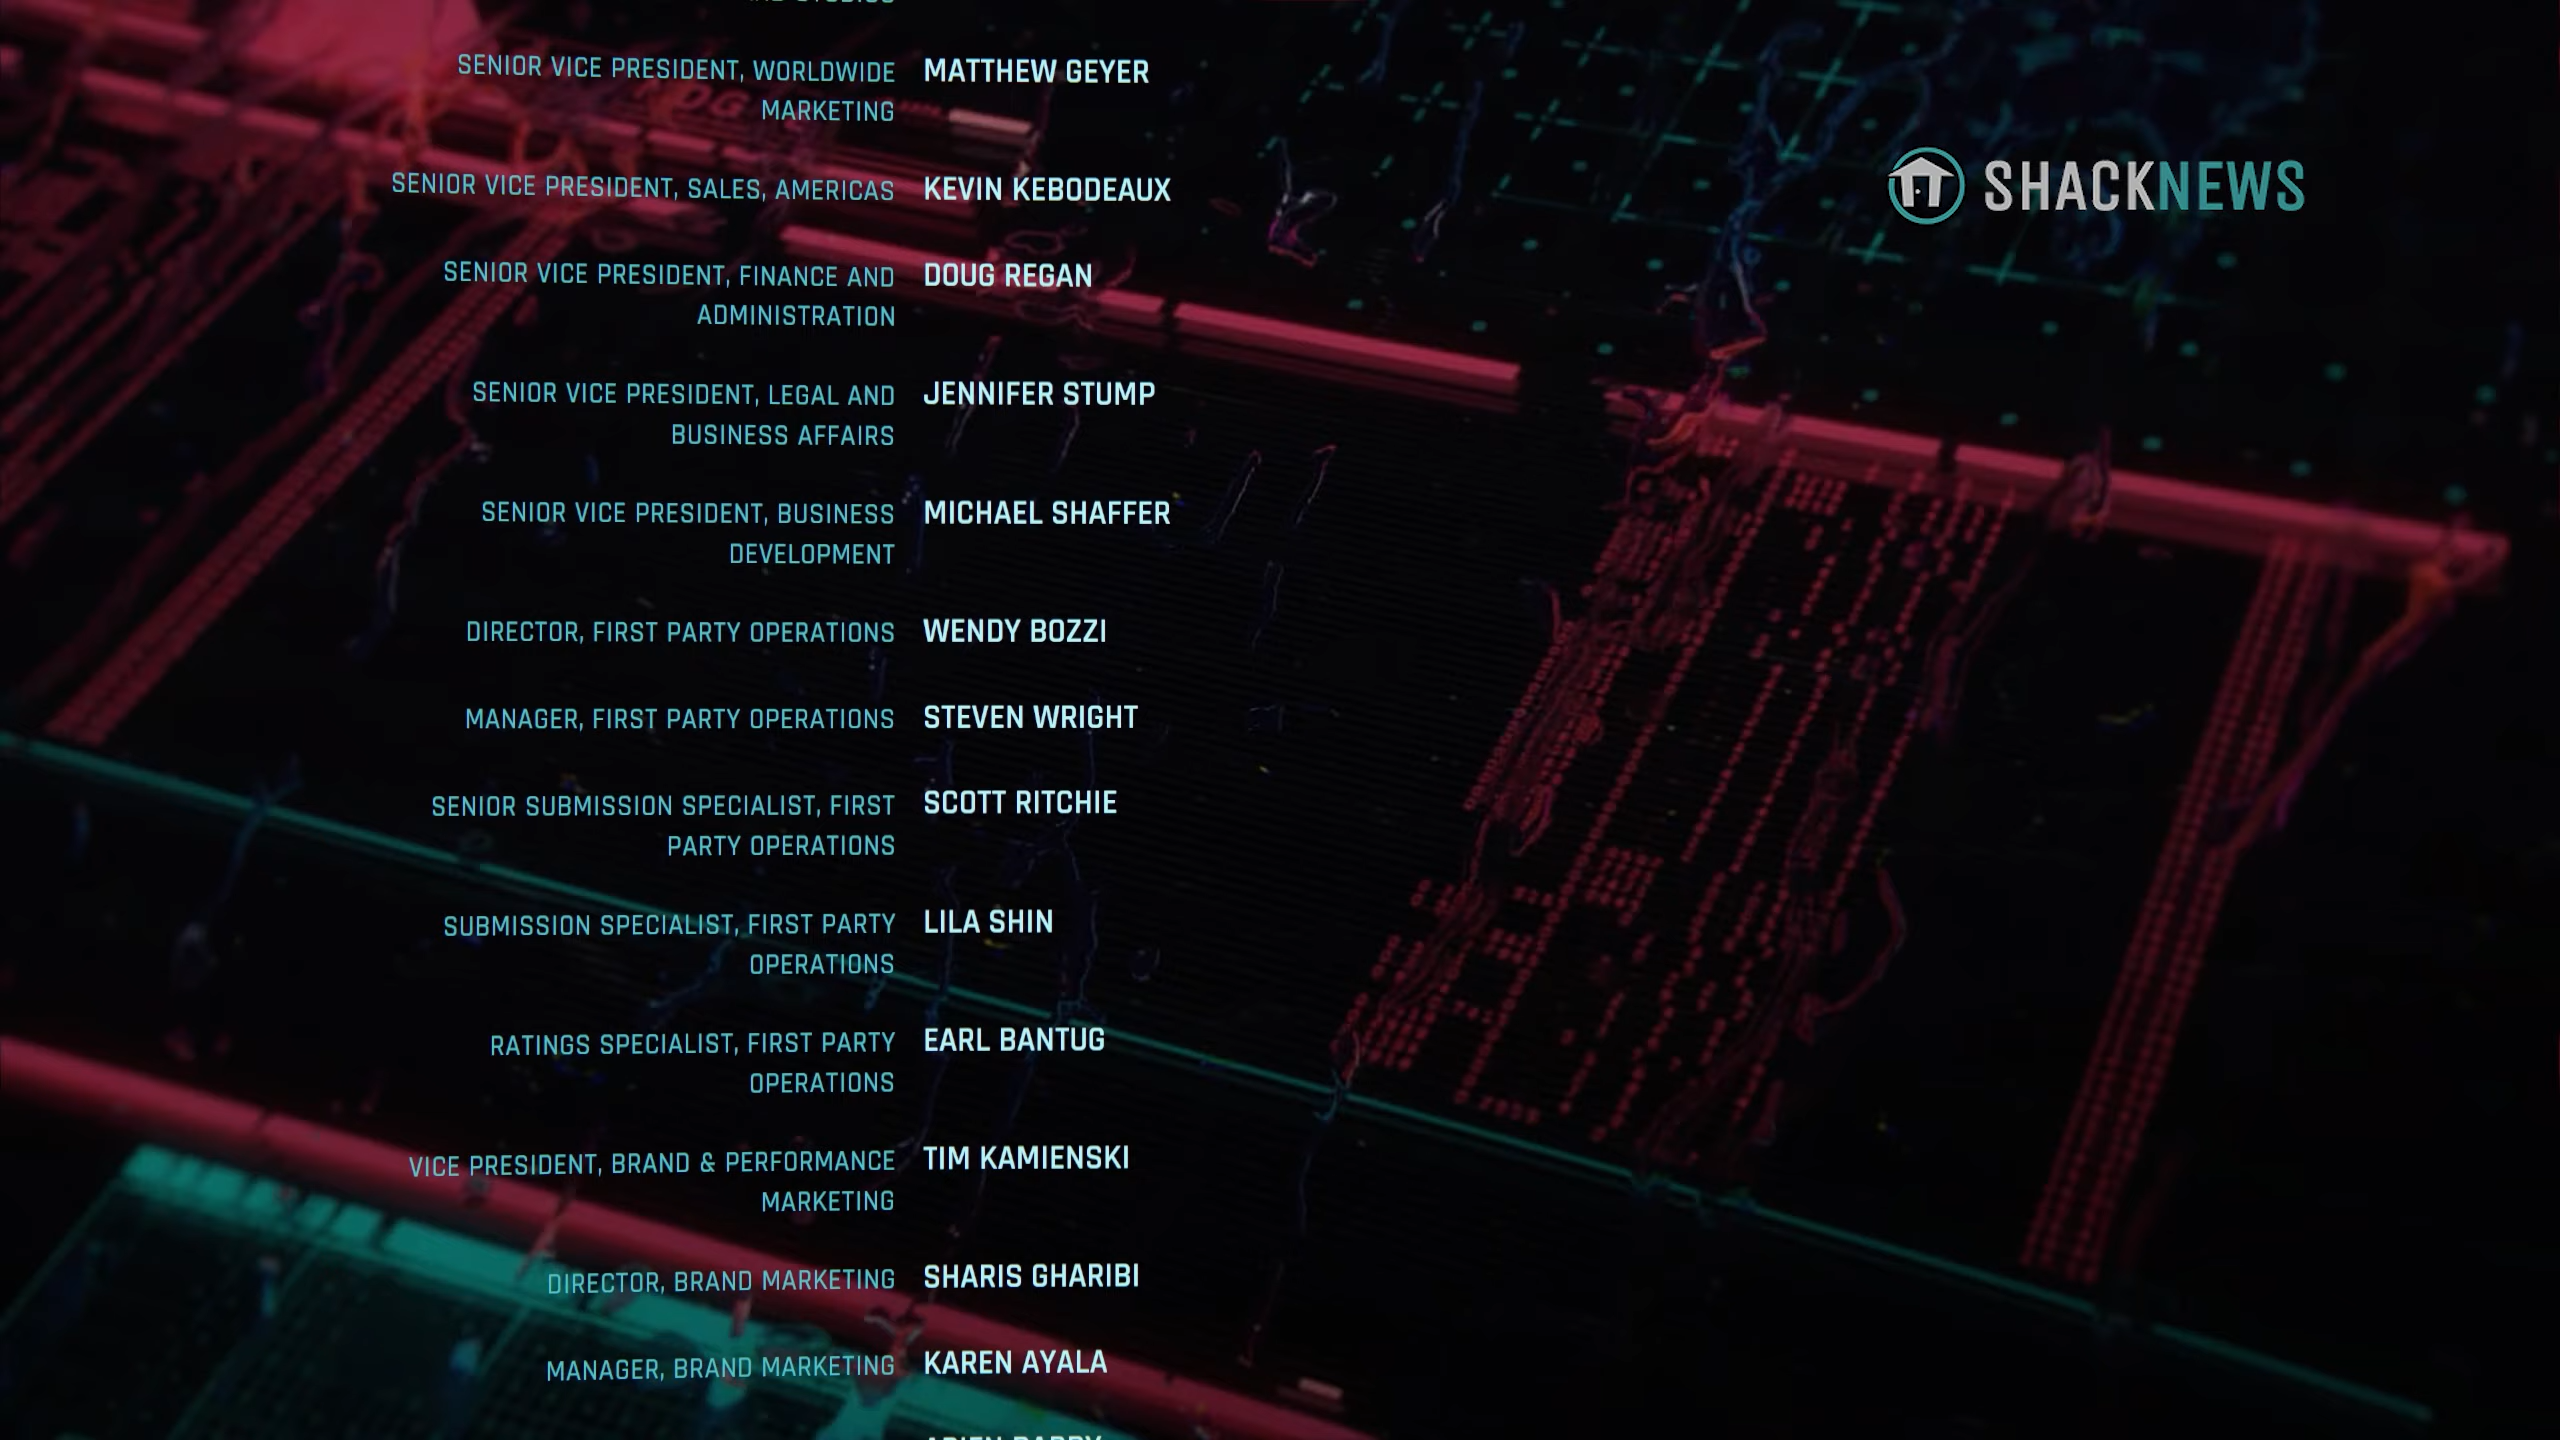 STUDIOS
SENIOR VICE PRESIDENT, WORLDWIDE MARKETING MATTHEW GEYER
SENIOR VICE PRESIDENT, SALES, AMERICAS KEVIN KEBODEAUX
SENIOR VICE PRESIDENT, FINANCE AND ADMINISTRATION DOUG REGAN
SENIOR VICE PRESIDENT, LEGAL AND BUSINESS AFFAIRS JENNIFER STUMP
SENIOR VICE PRESIDENT, BUSINESS DEVELOPMENT MICHAEL SHAFFER
DIRECTOR, FIRST PARTY OPERATIONS WENDY BOZZI
MANAGER, FIRST PARTY OPERATIONS STEVEN WRIGHT
SENIOR SUBMISSION SPECIALIST, FIRST PARTY OPERATIONS SCOTT RITCHIE
SUBMISSION SPECIALIST, FIRST PARTY OPERATIONS LILA SHIN
RATINGS SPECIALIST, FIRST PARTY OPERATIONS EARL BANTUG
VICE PRESIDENT, BRAND & PERFORMANCE MARKETING TIM KAMIENSKI
DIRECTOR, BRAND MARKETING SHARIS GHARIBI
MANAGER, BRAND MARKETING KAREN AYALA
SHACKNEWS